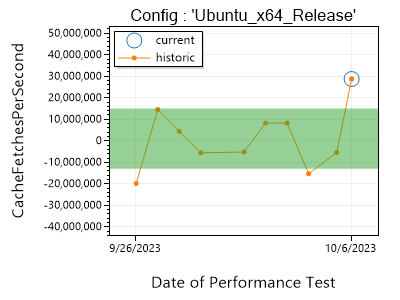 Config : 'Ubuntu_x64_Release'
current
historic
50,000,000
40,000,000
30,000,000
20,000,000
10,000,000
0
-10,000,000
-20,000,000
-30,000,000
-40,000,000
CacheFetchesPerSecond
9/26/2023
10/6/2023
Date of Performance Test